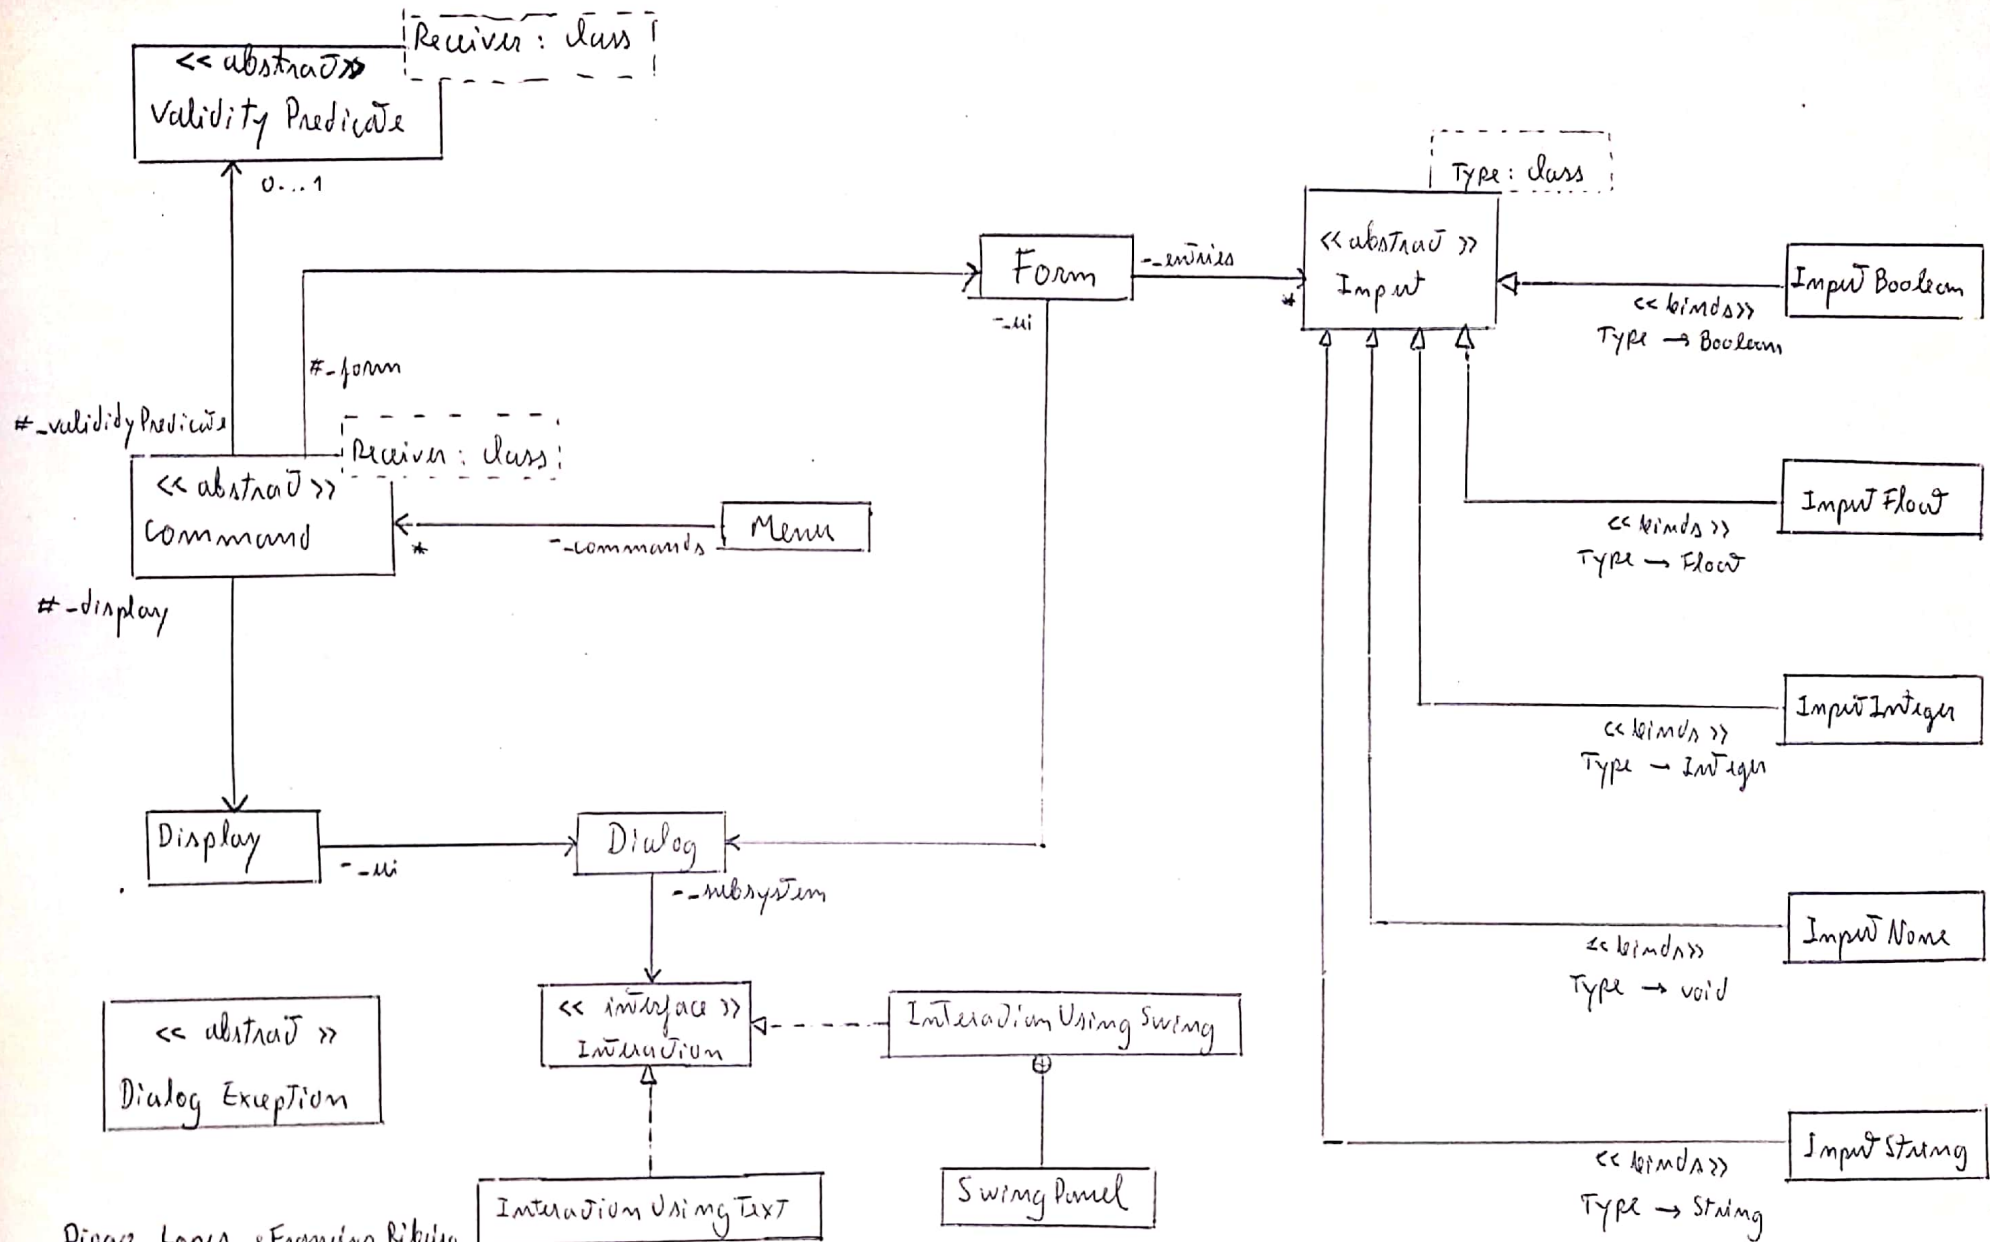 Receiver : class
<< abstract >>
Validity Predicate
0...1
Type : class
<< abstract >>
Input
Form
-_entries
*
-_ui
Input Boolean
<< binds >>
Type → Boolean
#_form
#_validityPredicate
Receiver : class
<< abstract >>
Command
*
-_commands
Menu
Input Float
<< binds >>
Type → Float
#_display
Input Integer
<< binds >>
Type → Integer
Display
-_ui
Dialog
-_subsystem
Input None
<< binds >>
Type → void
<< abstract >>
Dialog Exception
<< interface >>
Interaction
Interaction Using Swing
Input String
<< binds >>
Type → String
Interaction Using Text
Swing Panel
Lopes